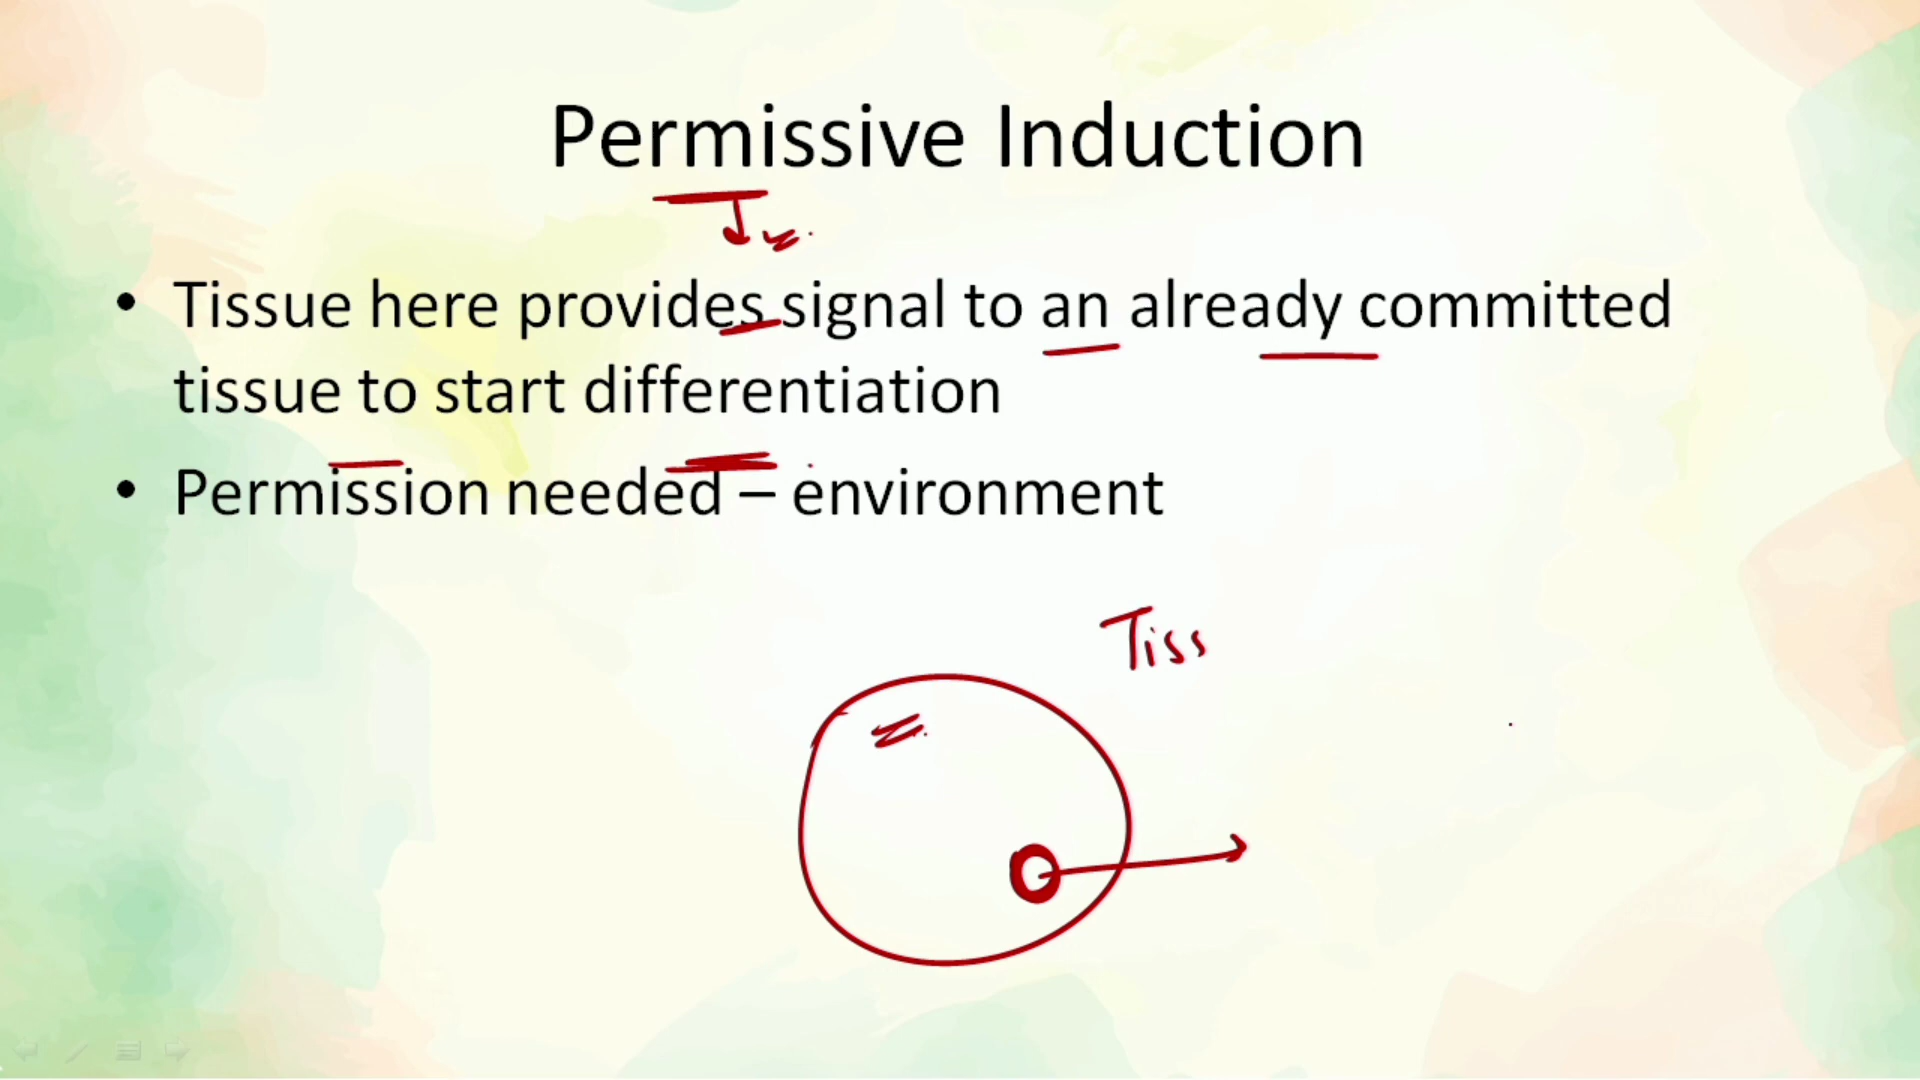 Permissive Induction
• Tissue here provides signal to an already committed
tissue to start differentiation
• Permission needed – environment
Tiss